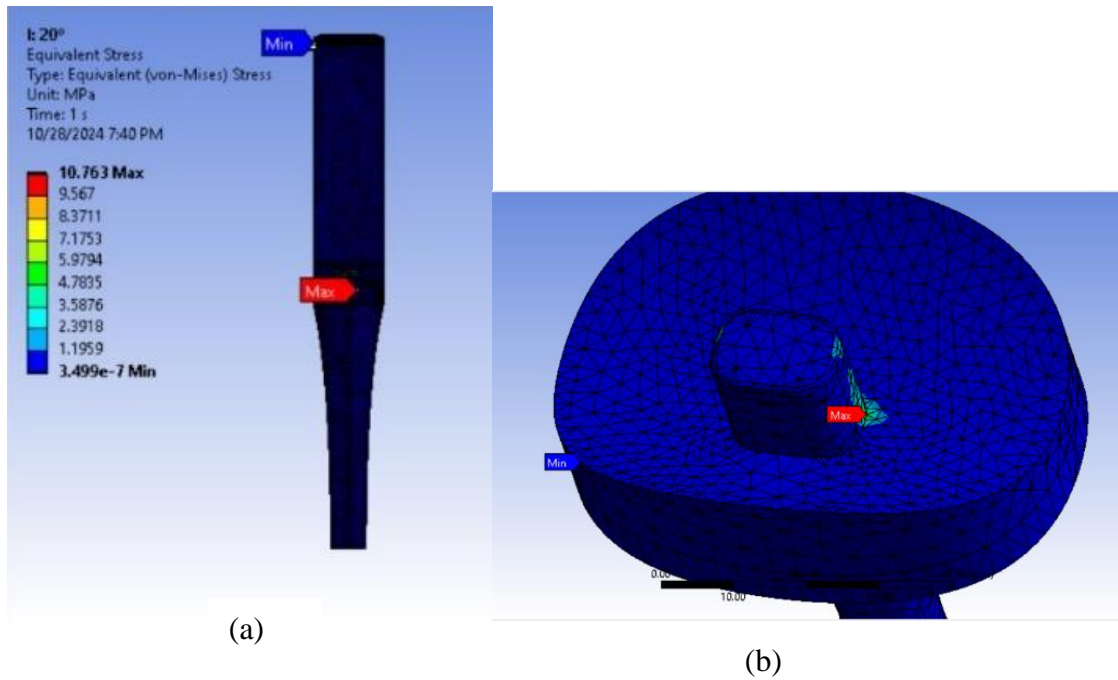 I: 20°
Equivalent Stress
Type: Equivalent (von-Mises) Stress
Unit: MPa
Time: 1 s
10/28/2024 7:40 PM
10.763 Max
9.567
8.3711
7.1753
5.9794
4.7835
3.5876
2.3918
1.1959
3.499e-7 Min
Min
Max
(a)
Max
Min
0.00
10.00
(b)